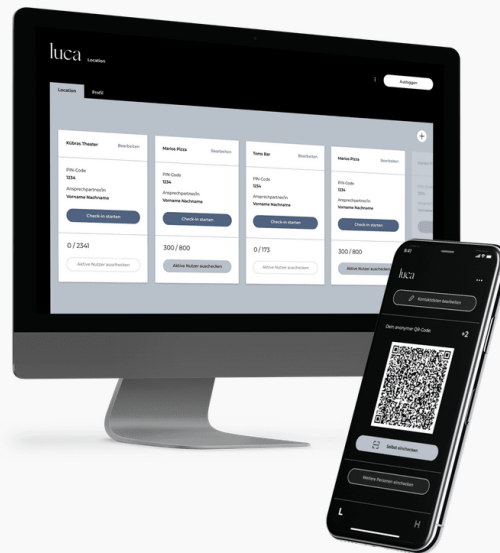 luca Location
Ausloggen
Location Profil
Kübras Theater Bearbeiten
PIN-Code
1234
Ansprechpartner/in
Vorname Nachname
Check-in starten
0 / 2341
Aktive Nutzer auschecken
Marios Pizza Bearbeiten
PIN-Code
1234
Ansprechpartner/in
Vorname Nachname
Check-in starten
300 / 800
Aktive Nutzer auschecken
Toms Bar Bearbeiten
PIN-Code
1234
Ansprechpartner/in
Vorname Nachname
Check-in starten
0 / 173
Aktive Nutzer auschecken
Marios Pizza Bearbeiten
PIN-Code
1234
Ansprechpartner/in
Vorname Nachname
Check-in starten
300 / 800
Aktive Nutzer auschecken
9:41
luca
Kontaktdaten bearbeiten
Dein anonymer QR-Code: +2
Selbst einchecken
Weitere Personen einchecken
L H